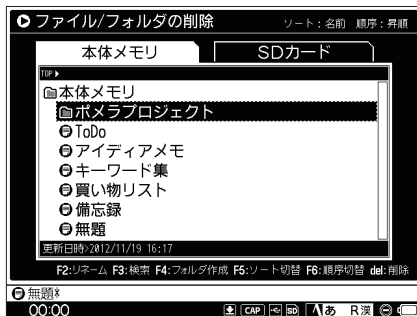 ファイル/フォルダの削除 ソート：名前 順序：昇順
本体メモリ SDカード
TOP
本体メモリ
ポメラプロジェクト
ToDo
アイディアメモ
キーワード集
買い物リスト
備忘録
無題
更新日時>2012/11/19 16:17
F2:リネーム F3:検索 F4:フォルダ作成 F5:ソート切替 F6:順序切替 del:削除
無題*
00:00 CAP SD あ R漢